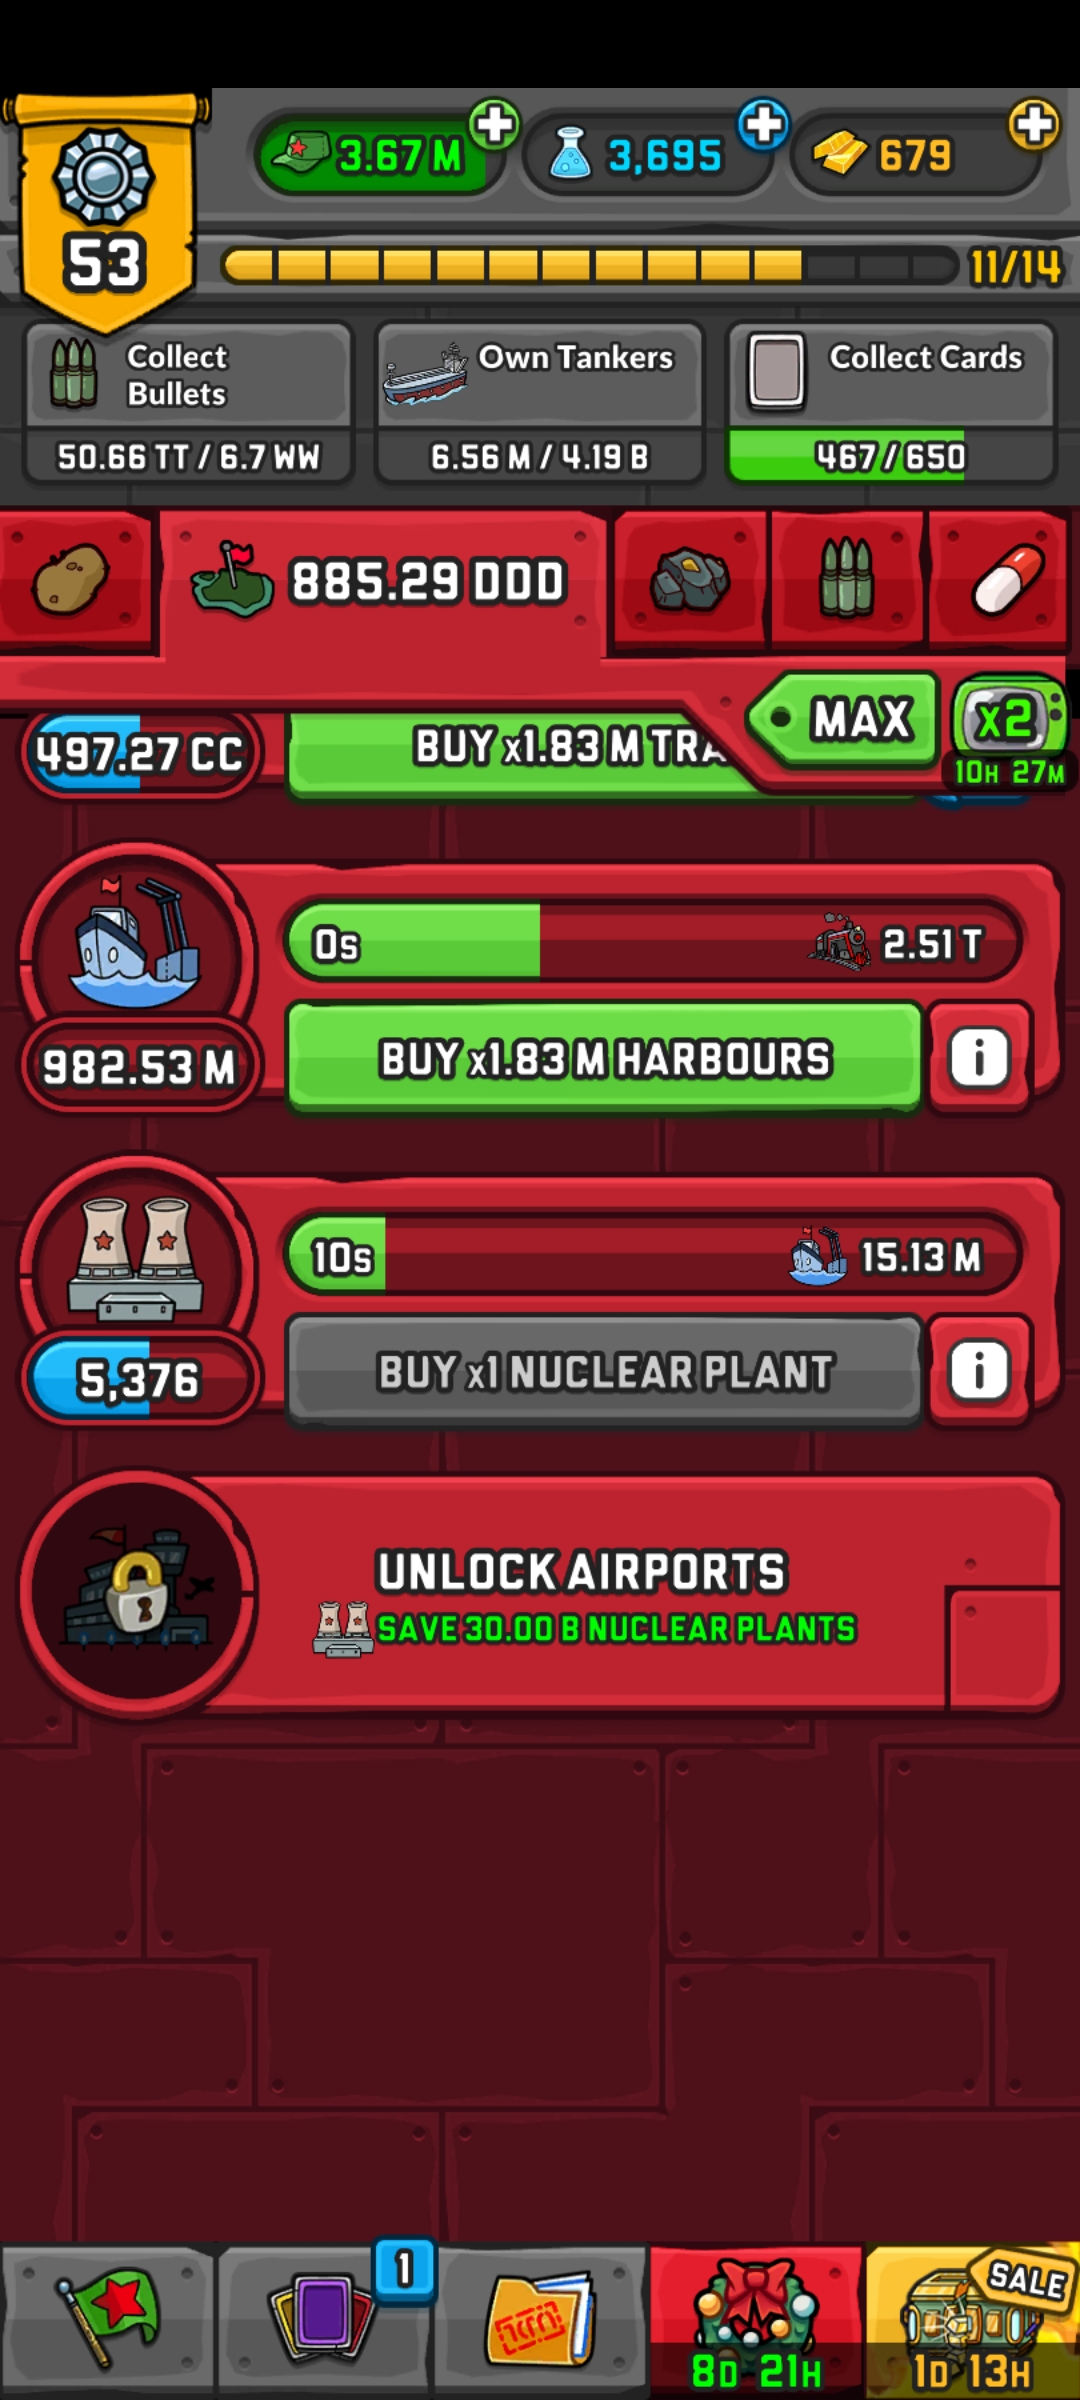 3.67 M
3,695
679
53
11/14
Collect
Bullets
50.66 TT / 6.7 WW
Own Tankers
6.56 M / 4.19 B
Collect Cards
467 / 650
885.29 DDD
MAX
x2
10H 27M
497.27 CC
BUY x1.83 M TRA
0s
2.51 T
982.53 M
BUY x1.83 M HARBOURS
i
10s
15.13 M
5,376
BUY x1 NUCLEAR PLANT
i
UNLOCK AIRPORTS
SAVE 30.00 B NUCLEAR PLANTS
1
SALE
8D 21H
1D 13H